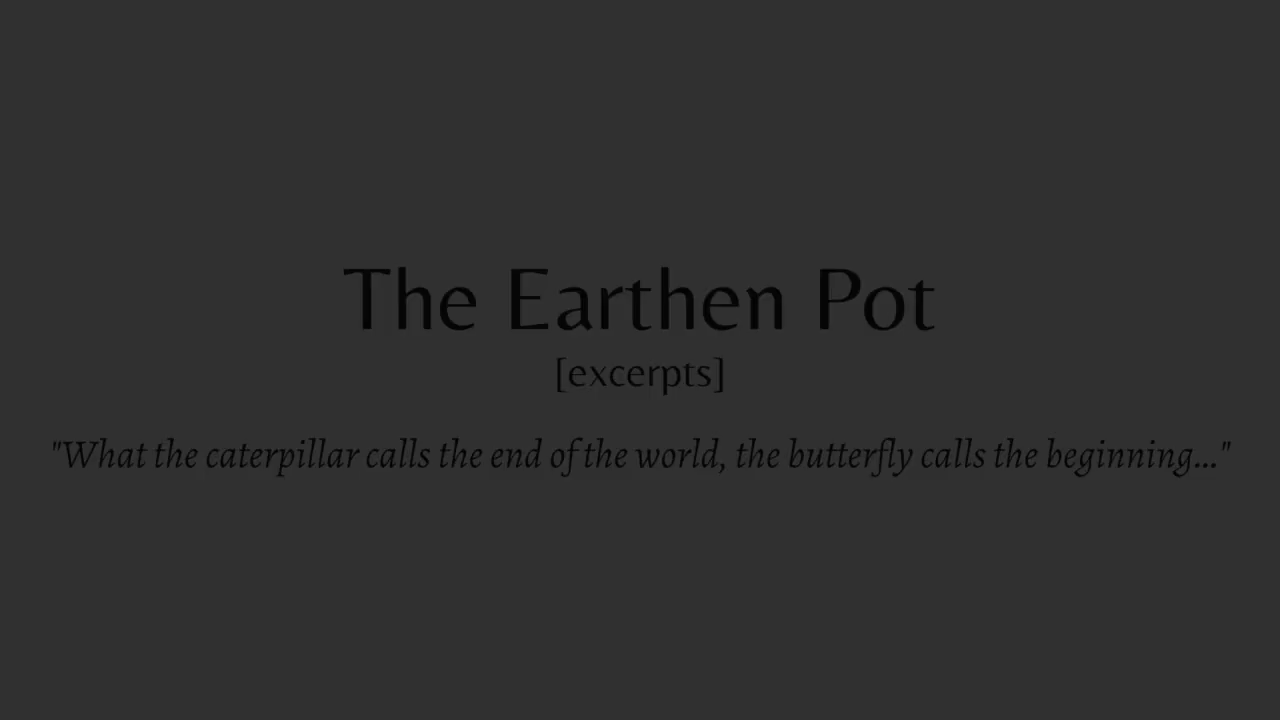 The Earthen Pot
[excerpts]
"What the caterpillar calls the end of the world, the butterfly calls the beginning..."